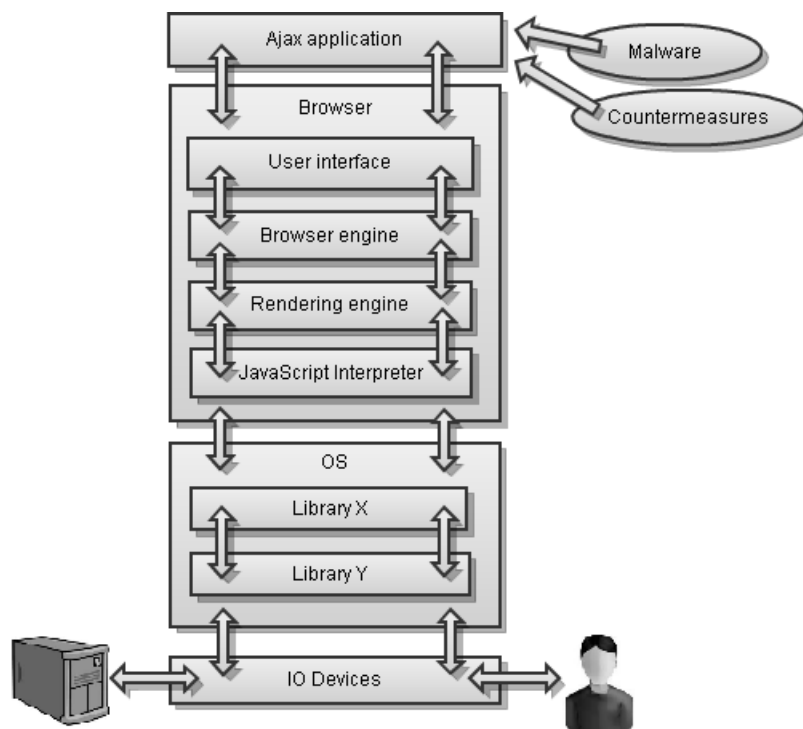 Ajax application
Malware
Countermeasures
Browser
User interface
Browser engine
Rendering engine
JavaScript Interpreter
OS
Library X
Library Y
IO Devices